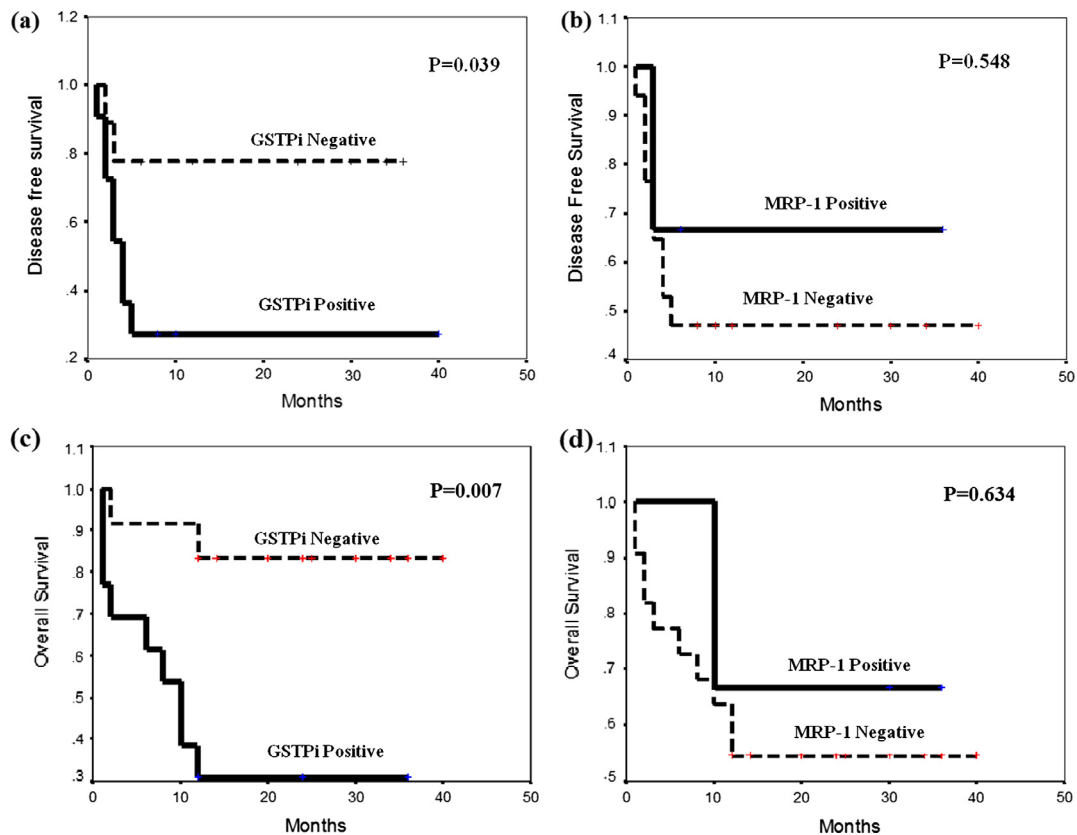 (a)
1.2
P=0.039
1.0
GSTPi Negative
.8
Disease free survival
.6
GSTPi Positive
.4
.2
0 10 20 30 40 50
Months
(b)
1.1
P=0.548
1.0
.9
.8
Disease Free Survival
MRP-1 Positive
.7
.6
MRP-1 Negative
.5
.4
0 10 20 30 40 50
Months
(c)
1.1
P=0.007
1.0
GSTPi Negative
.9
.8
Overall Survival
.7
.6
.5
.4
GSTPi Positive
.3
0 10 20 30 40 50
Months
(d)
1.1
P=0.634
1.0
.9
.8
Overall Survival
MRP-1 Positive
.7
MRP-1 Negative
.6
.5
0 10 20 30 40 50
Months